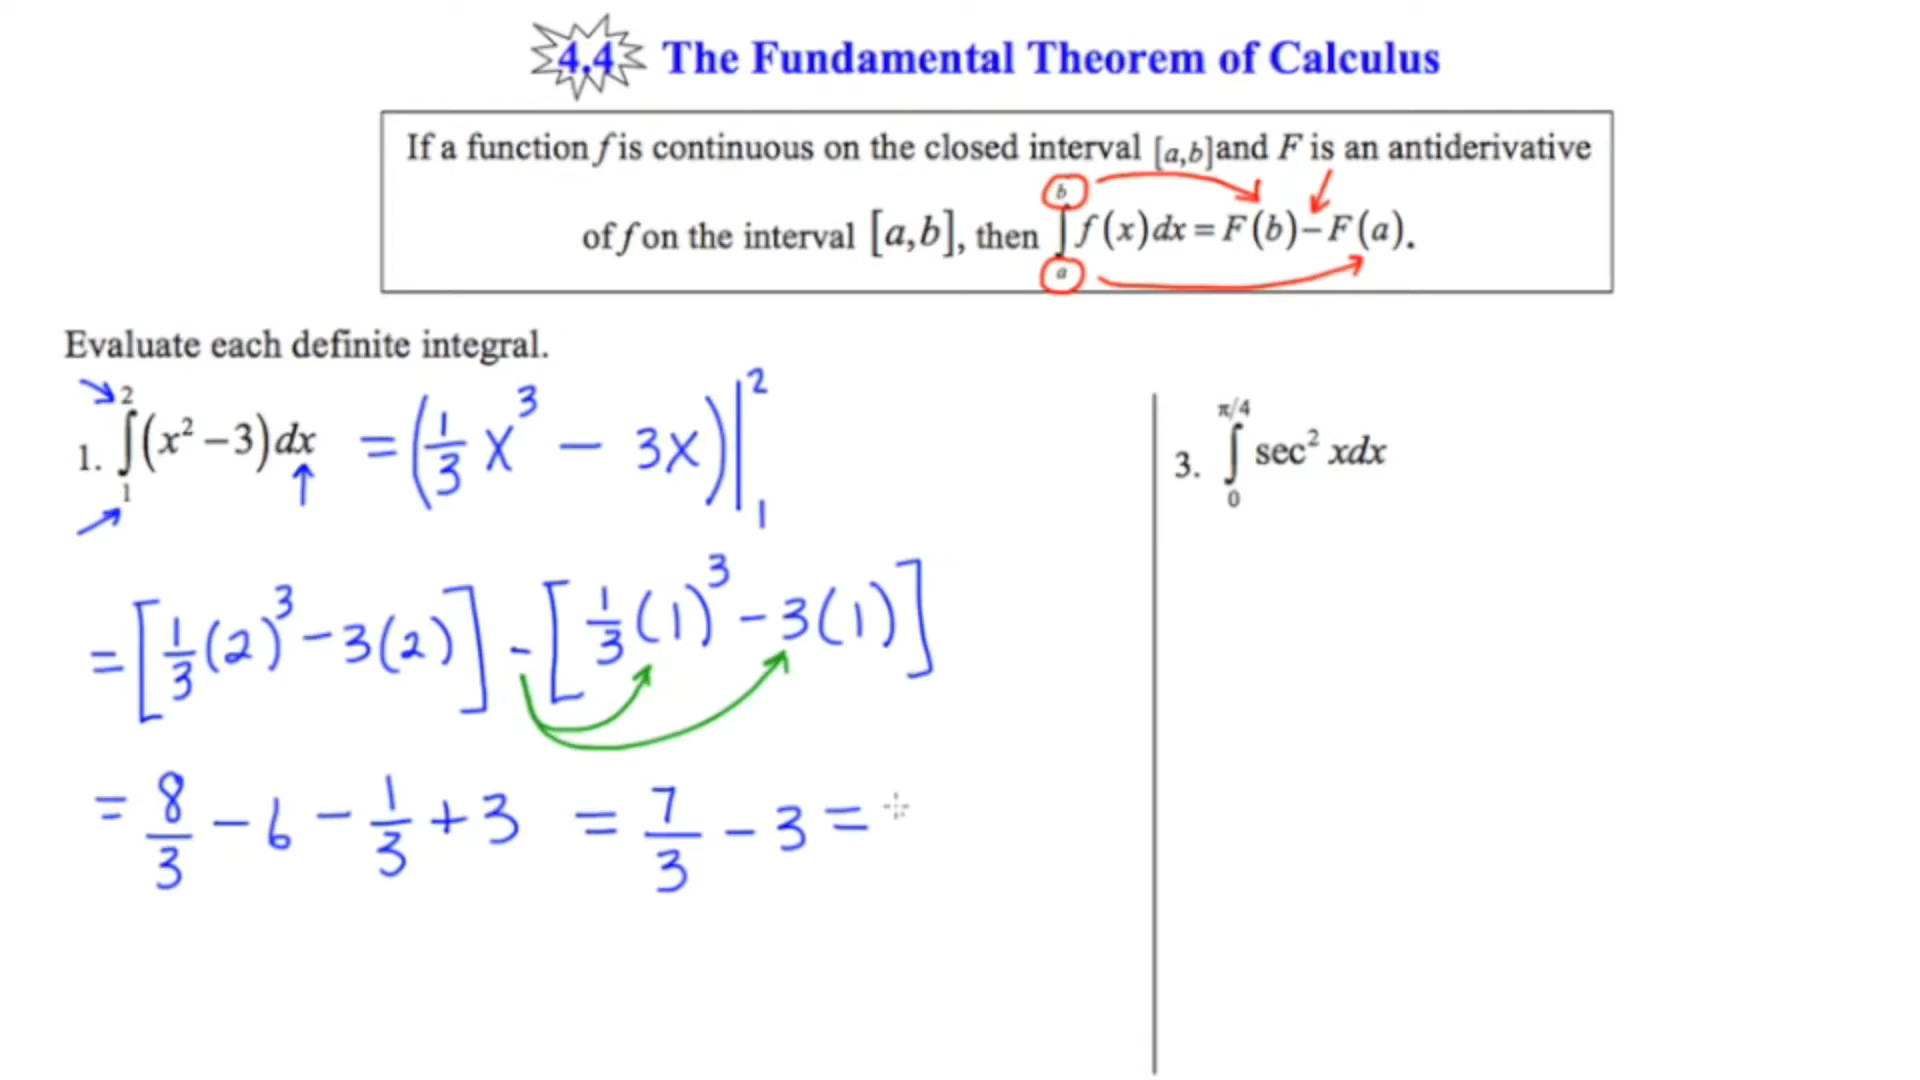 4.4 The Fundamental Theorem of Calculus
If a function f is continuous on the closed interval [a,b] and F is an antiderivative
of f on the interval [a,b], then ∫_a^b f(x)dx = F(b) − F(a).
Evaluate each definite integral.
1. ∫_1^2 (x² − 3)dx = (1/3 x³ − 3x)|_1^2
= [1/3(2)³ − 3(2)] − [1/3(1)³ − 3(1)]
= 8/3 − 6 − 1/3 + 3 = 7/3 − 3 =
3. ∫_0^{π/4} sec² xdx